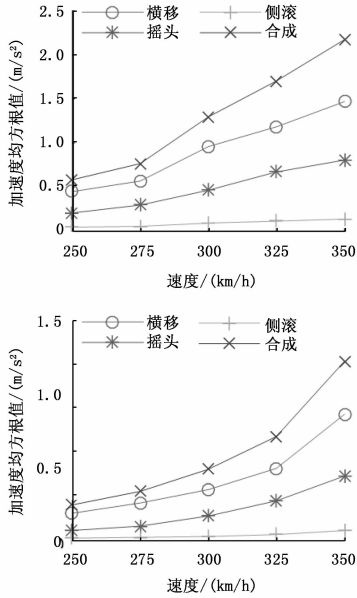 2.5
2.0
1.5
1.0
0.5
0
横移
侧滚
摇头
合成
加速度均方根值/(m/s²)
250 275 300 325 350
速度/(km/h)
1.5
1.0
0.5
0
横移
侧滚
摇头
合成
加速度均方根值/(m/s²)
250 275 300 325 350
速度/(km/h)